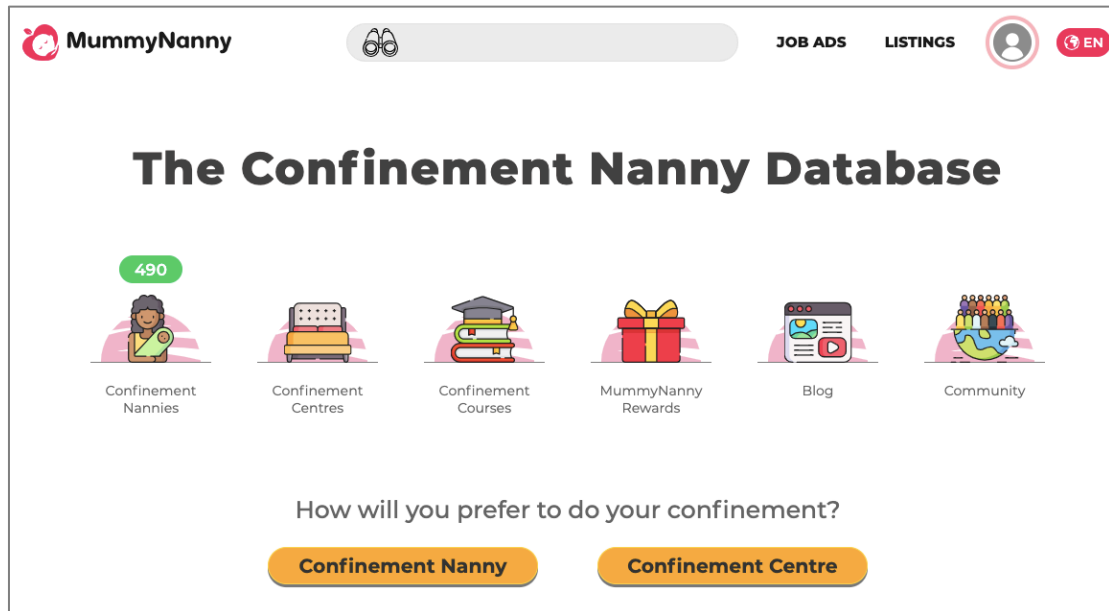 MummyNanny
JOB ADS
LISTINGS
EN
The Confinement Nanny Database
490
Confinement
Nannies
Confinement
Centres
Confinement
Courses
MummyNanny
Rewards
Blog
Community
How will you prefer to do your confinement?
Confinement Nanny
Confinement Centre